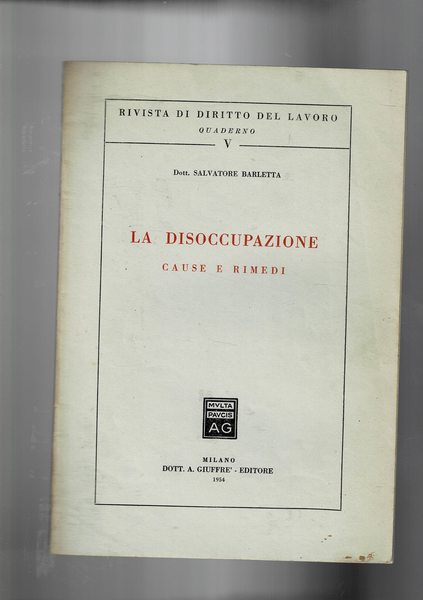 RIVISTA DI DIRITTO DEL LAVORO
QUADERNO
V
Dott. SALVATORE BARLETTA
LA DISOCCUPAZIONE
CAUSE E RIMEDI
MVLTA
PAVCIS
AG
MILANO
DOTT. A. GIUFFRE' - EDITORE
1954